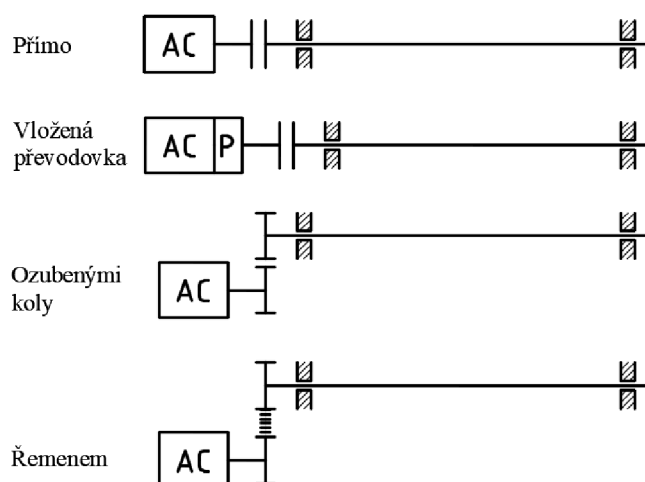 Přímo
AC
Vložená
převodovka
AC P
Ozubenými
koly
AC
Řemenem
AC